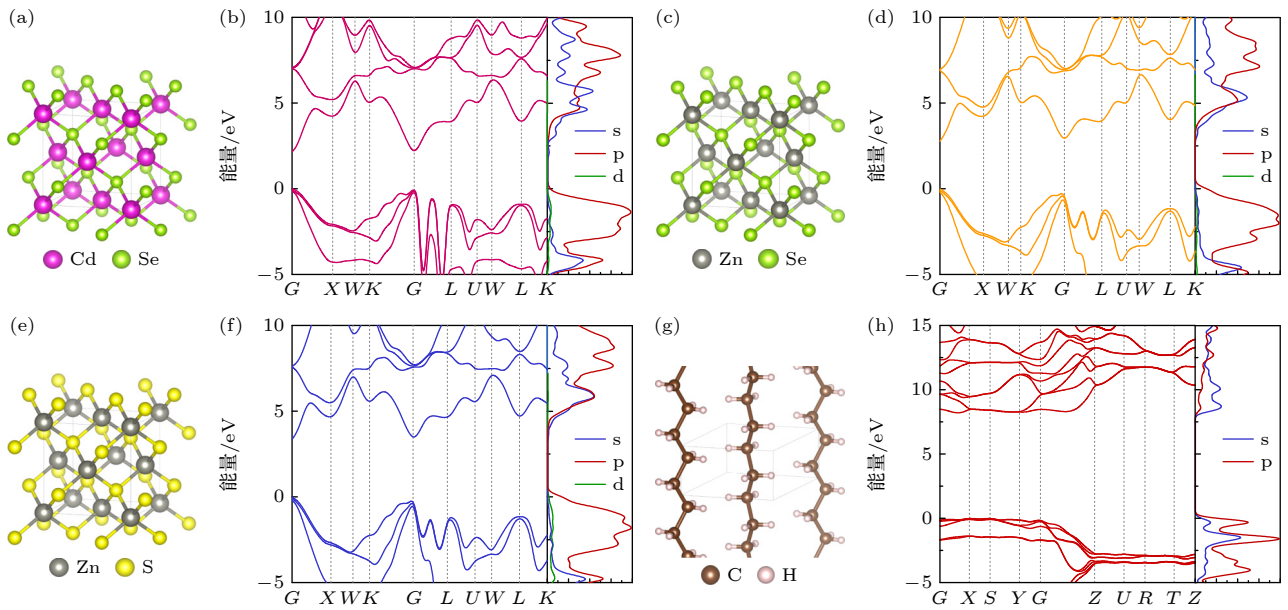 (a)
Cd Se
(b)
10
5
0
−5
能量/eV
G X W K G L U W L K
s
p
d
(c)
Zn Se
(d)
10
5
0
−5
能量/eV
G X W K G L U W L K
s
p
d
(e)
Zn S
(f)
10
5
0
−5
能量/eV
G X W K G L U W L K
s
p
d
(g)
C H
(h)
15
10
5
0
−5
能量/eV
G X S Y G Z U R T Z
s
p